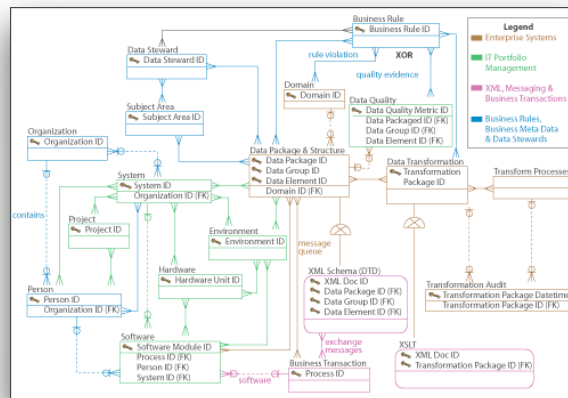 Business Rule
Business Rule ID
Legend
Enterprise Systems
IT Portfolio
Management
XML, Messaging &
Business Transactions
Business Rules,
Business Meta Data
& Data Stewards
Data Steward
Data Steward ID
rule violation
XOR
quality evidence
Subject Area
Subject Area ID
Domain
Domain ID
Data Quality
Data Quality Metric ID
Data Packaged ID (FK)
Data Group ID (FK)
Data Element ID (FK)
Organization
Organization ID
Data Package & Structure
Data Package ID
Data Group ID
Data Element ID
Domain ID (FK)
Data Transformation
Transformation
Package ID
Transform Processes
System
System ID
Organization ID (FK)
contains
Project
Project ID
Environment
Environment ID
message
queue
Hardware
Hardware Unit ID
XML Schema (DTD)
XML Doc ID
Data Package ID (FK)
Data Group ID (FK)
Data Element ID (FK)
Transformation Audit
Transformation Package Datetime
Transformation Package ID (FK)
Person
Person ID
Organization ID (FK)
Software
Software Module ID
Process ID (FK)
Person ID (FK)
System ID (FK)
exchange
messages
software
Business Transaction
Process ID
XSLT
XML Doc ID
Transformation Package ID (FK)